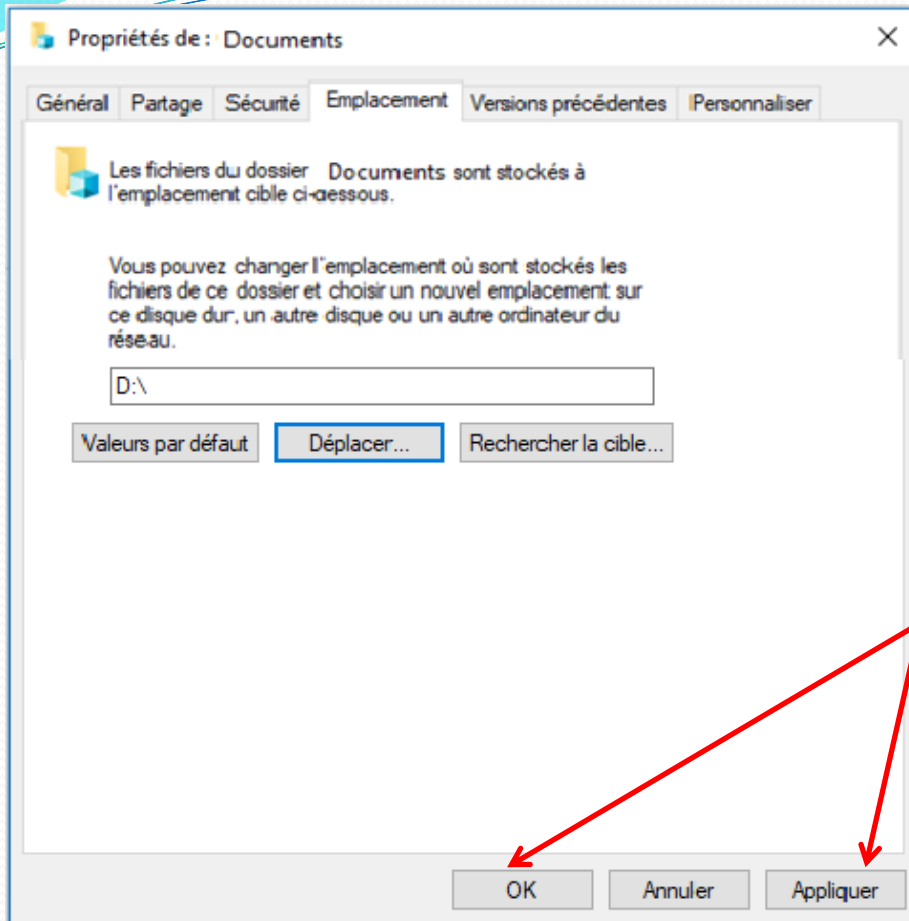 Propriétés de : Documents
Général Partage Sécurité Emplacement Versions précédentes Personnaliser
Les fichiers du dossier Documents sont stockés à
l'emplacement cible ci-dessous.
Vous pouvez changer l'emplacement où sont stockés les
fichiers de ce dossier et choisir un nouvel emplacement sur
ce disque dur, un autre disque ou un autre ordinateur du
réseau.
D:\
Valeurs par défaut Déplacer... Rechercher la cible...
OK Annuler Appliquer